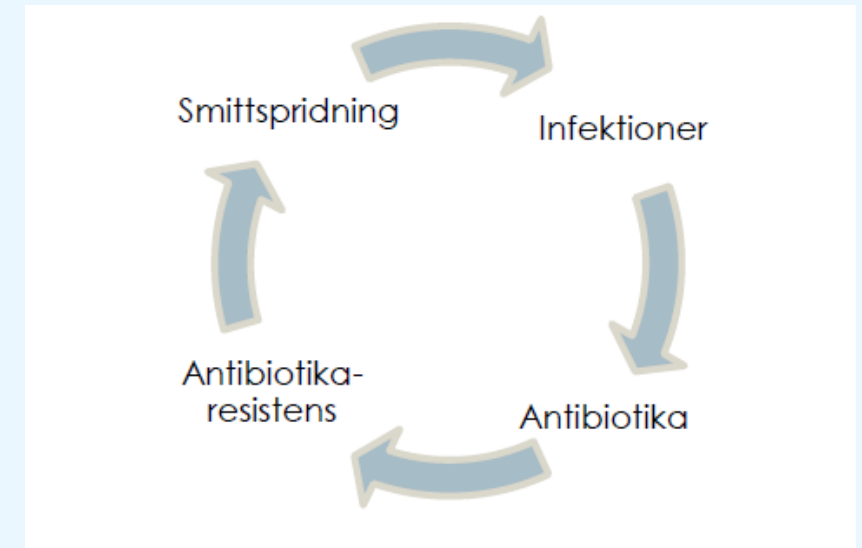 Smittspridning
Infektioner
Antibiotika
Antibiotika-
resistens